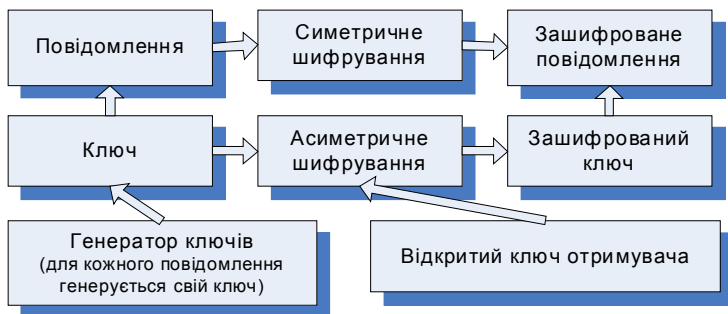 Повідомлення
Симетричне
шифрування
Зашифроване
повідомлення
Ключ
Асиметричне
шифрування
Зашифрований
ключ
Генератор ключів
(для кожного повідомлення
генерується свій ключ)
Відкритий ключ отримувача